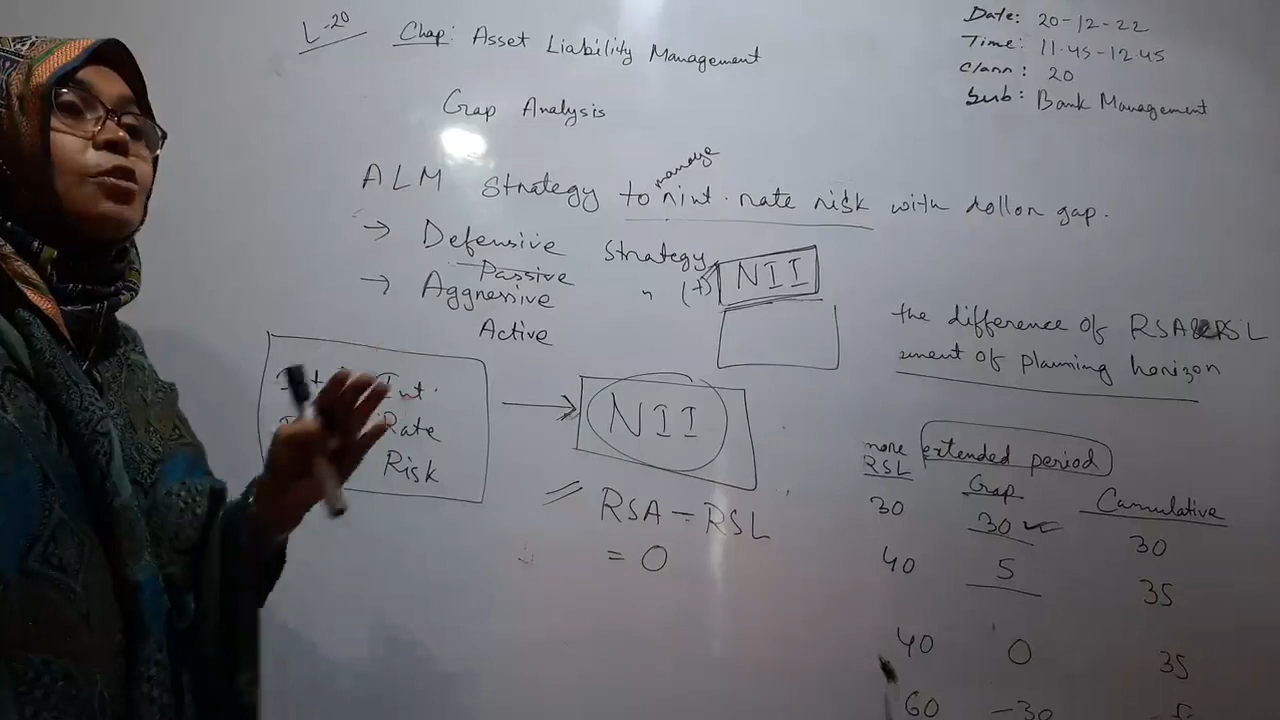 L-20
Chap: Asset Liability Management
Date: 20-12-22
Time: 11.45-12.45
Class: 20
Sub: Bank Management
Gap Analysis
ALM Strategy to manage int. rate risk with dollar gap.
→ Defensive Strategy
Passive
→ Aggressive " (+) NII
Active
the difference of RSA & RSL
of planning horizon
Int.
Rate
Risk
→ NII
RSA - RSL
= 0
more RSL
extended period
Gap
Cumulative
30 30 30
40 5 35
40 0 35
60 -30